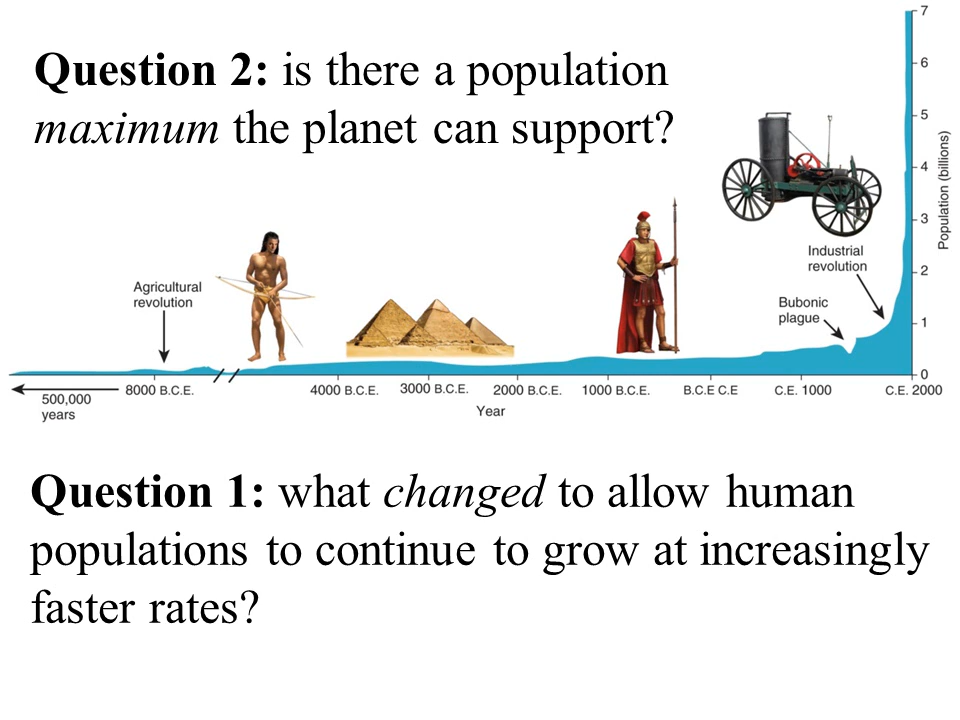 Question 2: is there a population
maximum the planet can support?
7
6
5
4
3
2
1
0
Population (billions)
Agricultural
revolution
Industrial
revolution
Bubonic
plague
500,000
years
8000 B.C.E.
4000 B.C.E.
3000 B.C.E.
2000 B.C.E.
1000 B.C.E.
B.C.E C.E
C.E. 1000
C.E. 2000
Year
Question 1: what changed to allow human
populations to continue to grow at increasingly
faster rates?